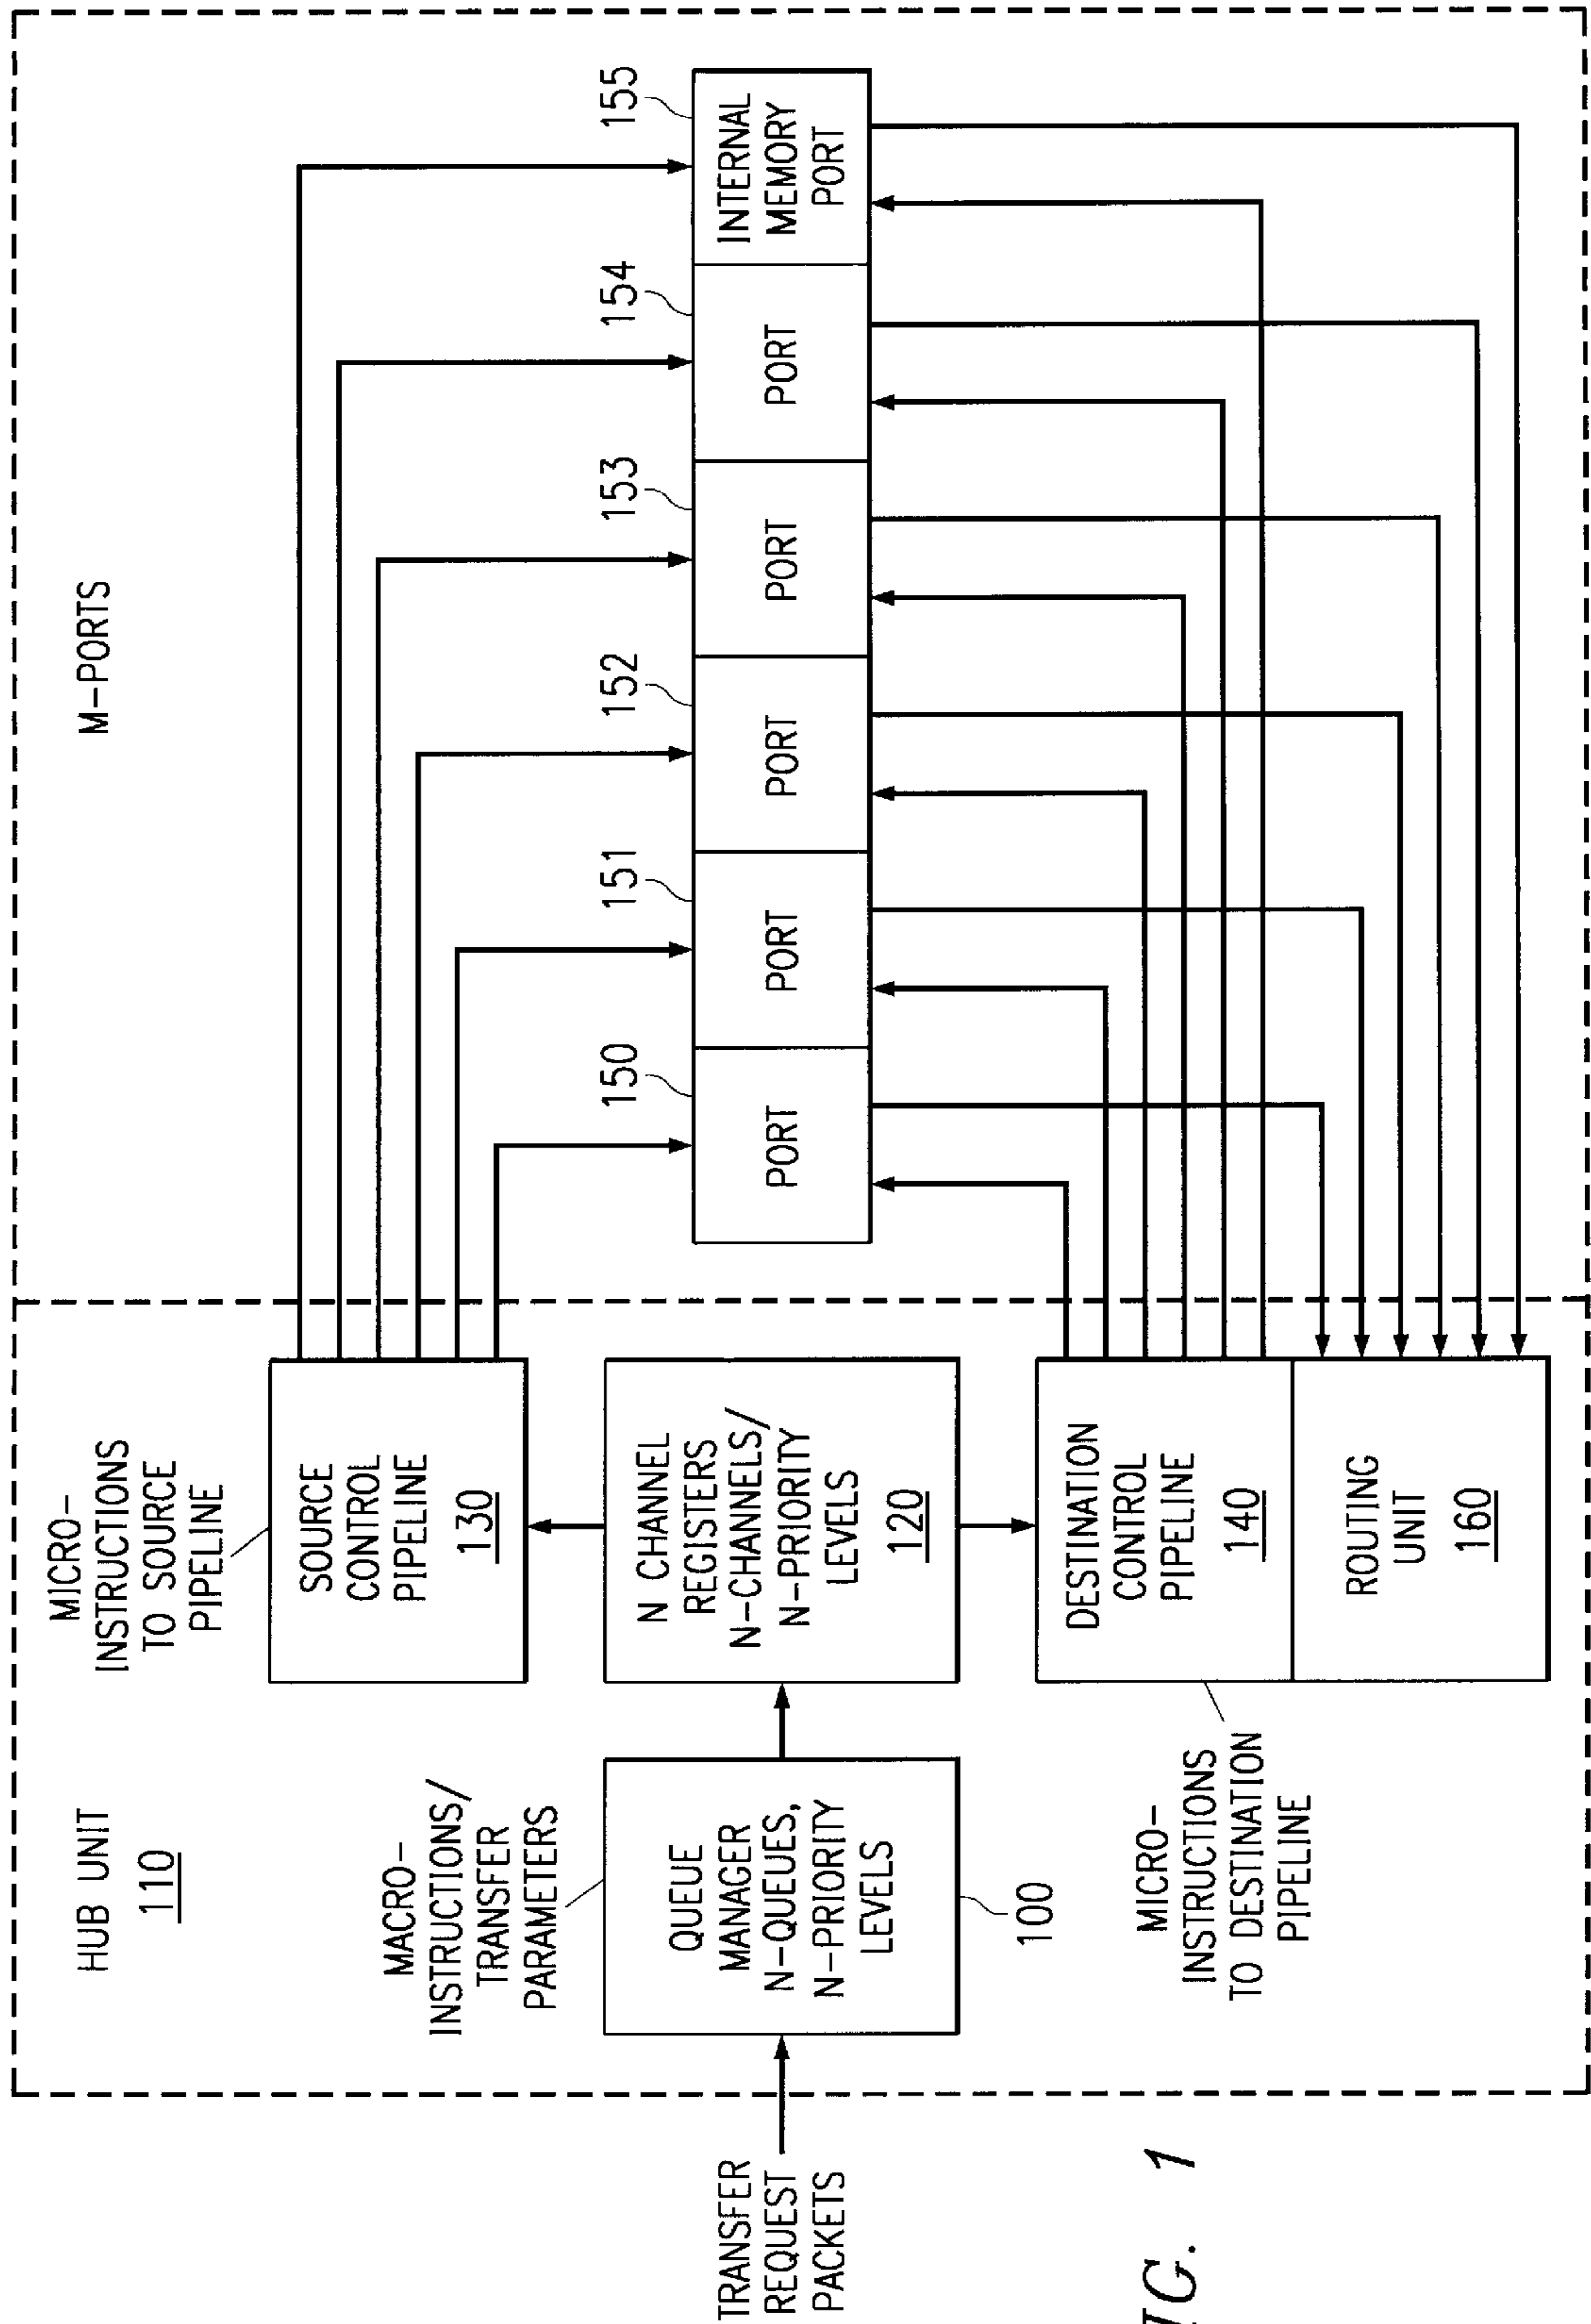 HUB UNIT
110
M-PORTS
MICRO-
INSTRUCTIONS
TO SOURCE
PIPELINE
SOURCE
CONTROL
PIPELINE
130
MACRO-
INSTRUCTIONS/
TRANSFER
PARAMETERS
TRANSFER
REQUEST
PACKETS
QUEUE
MANAGER
N-QUEUES,
N-PRIORITY
LEVELS
100
N CHANNEL
REGISTERS
N-CHANNELS/
N-PRIORITY
LEVELS
120
150
151
152
153
154
155
PORT
PORT
PORT
PORT
PORT
INTERNAL
MEMORY
PORT
DESTINATION
CONTROL
PIPELINE
140
MICRO-
INSTRUCTIONS
TO DESTINATION
PIPELINE
ROUTING
UNIT
160
IG. 1